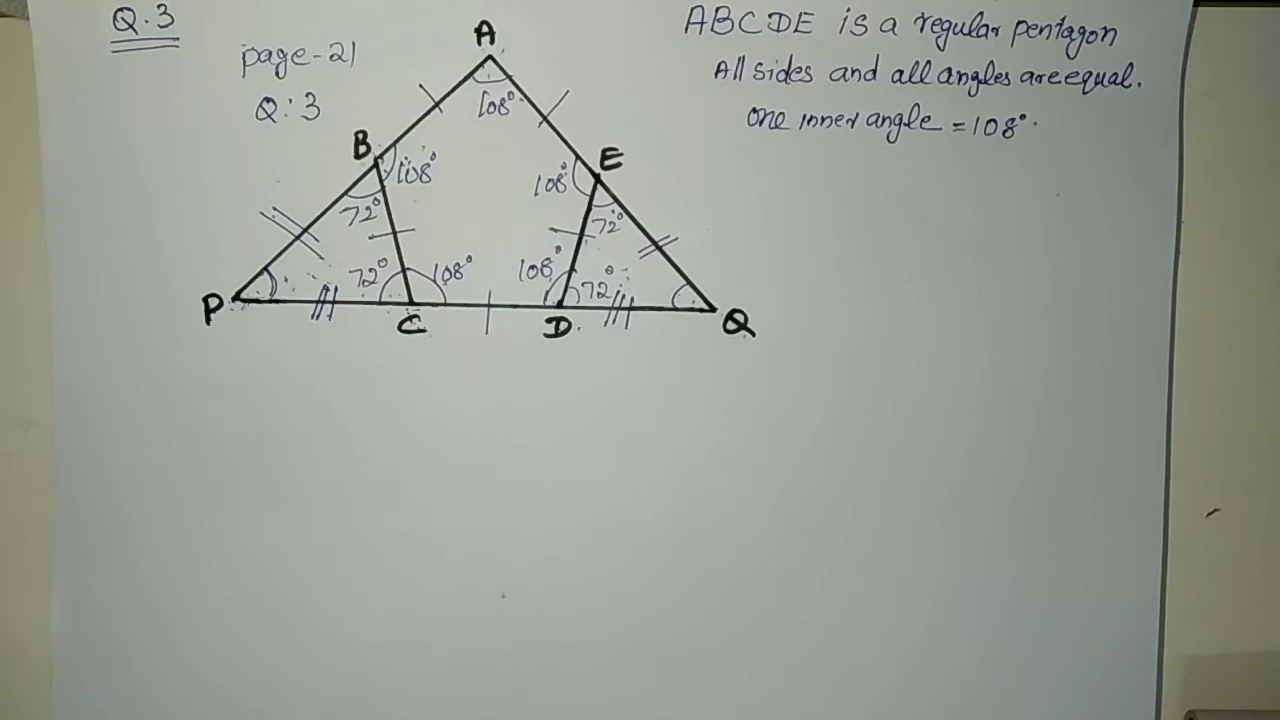 Q.3
page-21
Q:3
ABCDE is a regular pentagon
All sides and all angles are equal.
one inner angle = 108°.
A
108°
B
108°
E
108°
72°
72°
72°
108°
108°
72°
P
C
D
Q